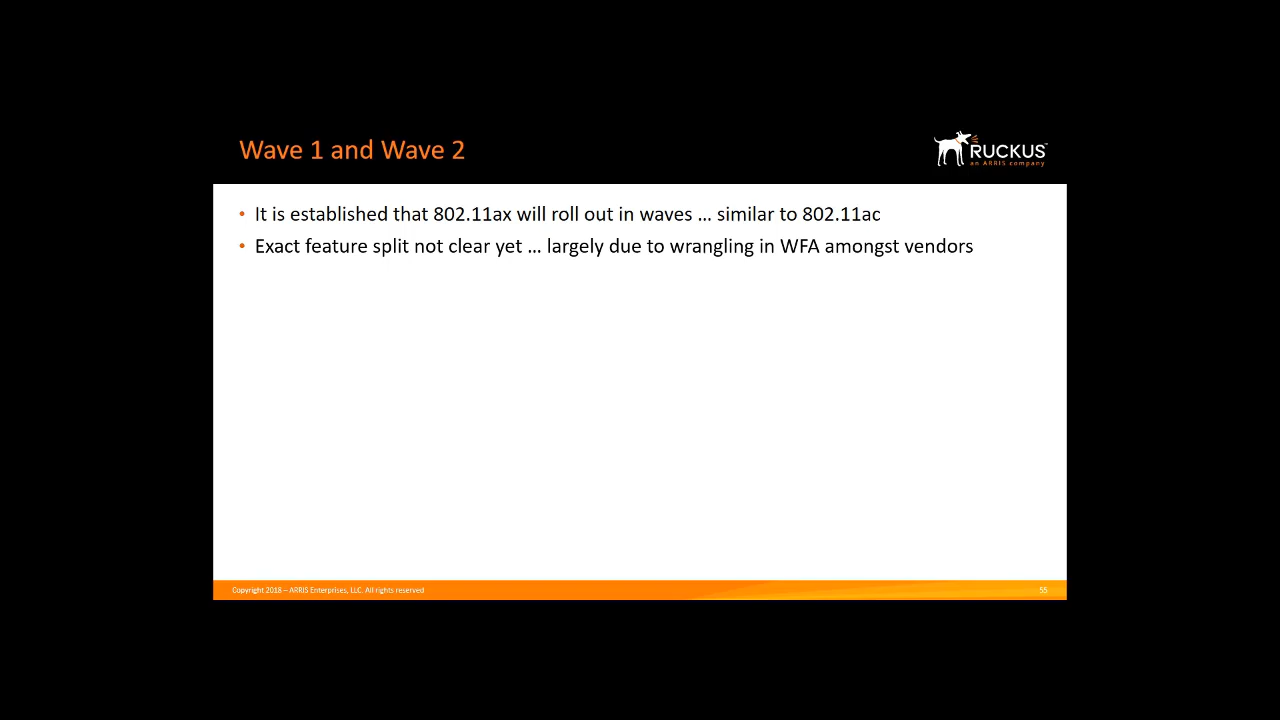 Wave 1 and Wave 2
RUCKUS™
an ARRIS company
• It is established that 802.11ax will roll out in waves … similar to 802.11ac
• Exact feature split not clear yet … largely due to wrangling in WFA amongst vendors
Copyright 2018 – ARRIS Enterprises, LLC. All rights reserved
55